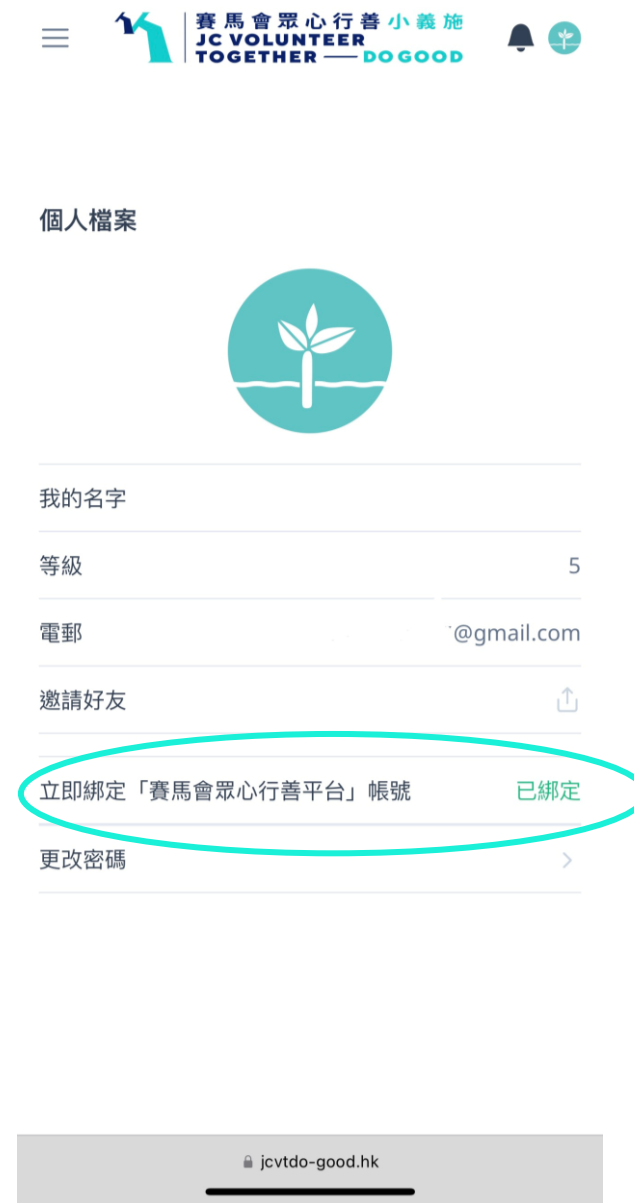 賽馬會眾心行善小義施
JC VOLUNTEER
TOGETHER — DO GOOD
個人檔案
我的名字
等級 5
電郵 @gmail.com
邀請好友
立即綁定「賽馬會眾心行善平台」帳號 已綁定
更改密碼
jcvtdo-good.hk